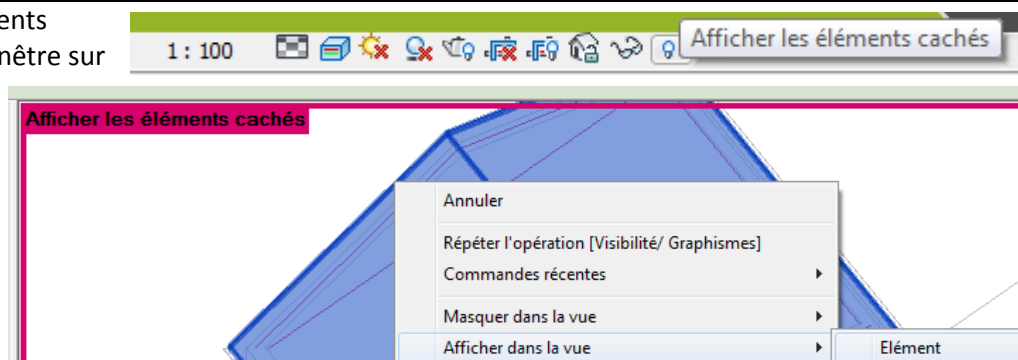 ents
nêtre sur
1 : 100
Afficher les éléments cachés
Afficher les éléments cachés
Annuler
Répéter l'opération [Visibilité/ Graphismes]
Commandes récentes
Masquer dans la vue
Afficher dans la vue
Elément